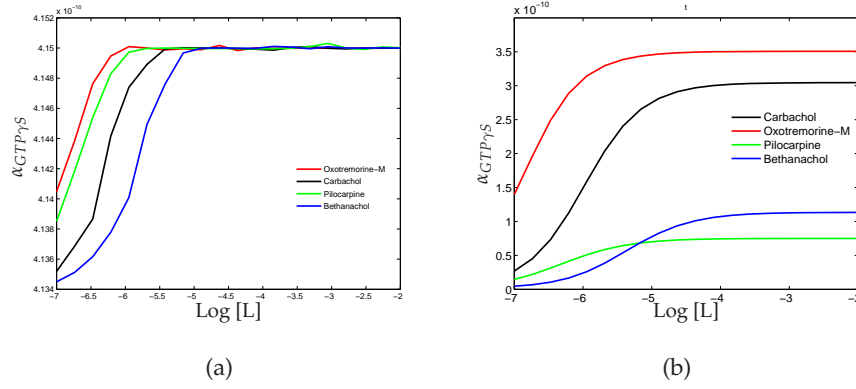 x 10⁻¹⁰
4.152
4.15
4.148
4.146
4.144
4.142
4.14
4.138
4.136
4.134
α_GTPγS
Oxotremorine−M
Carbachol
Pilocarpine
Bethanachol
−7 −6.5 −6 −5.5 −5 −4.5 −4 −3.5 −3 −2.5 −2
Log [L]
(a)
x 10⁻¹⁰
t
4
3.5
3
2.5
2
1.5
1
0.5
0
α_GTPγS
Carbachol
Oxotremorine−M
Pilocarpine
Bethanachol
−7 −6 −5 −4 −3 −2
Log [L]
(b)